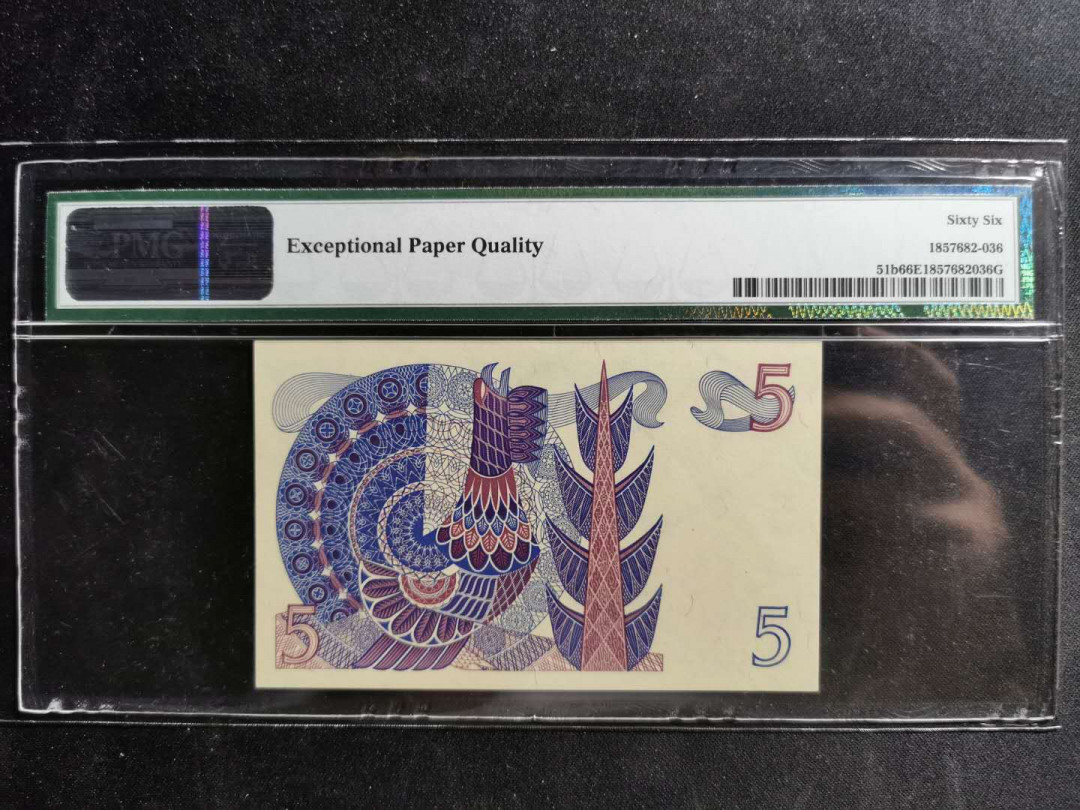 Sixty Six
PMG
Exceptional Paper Quality
1857682-036
51b66E1857682036G
5
5
5